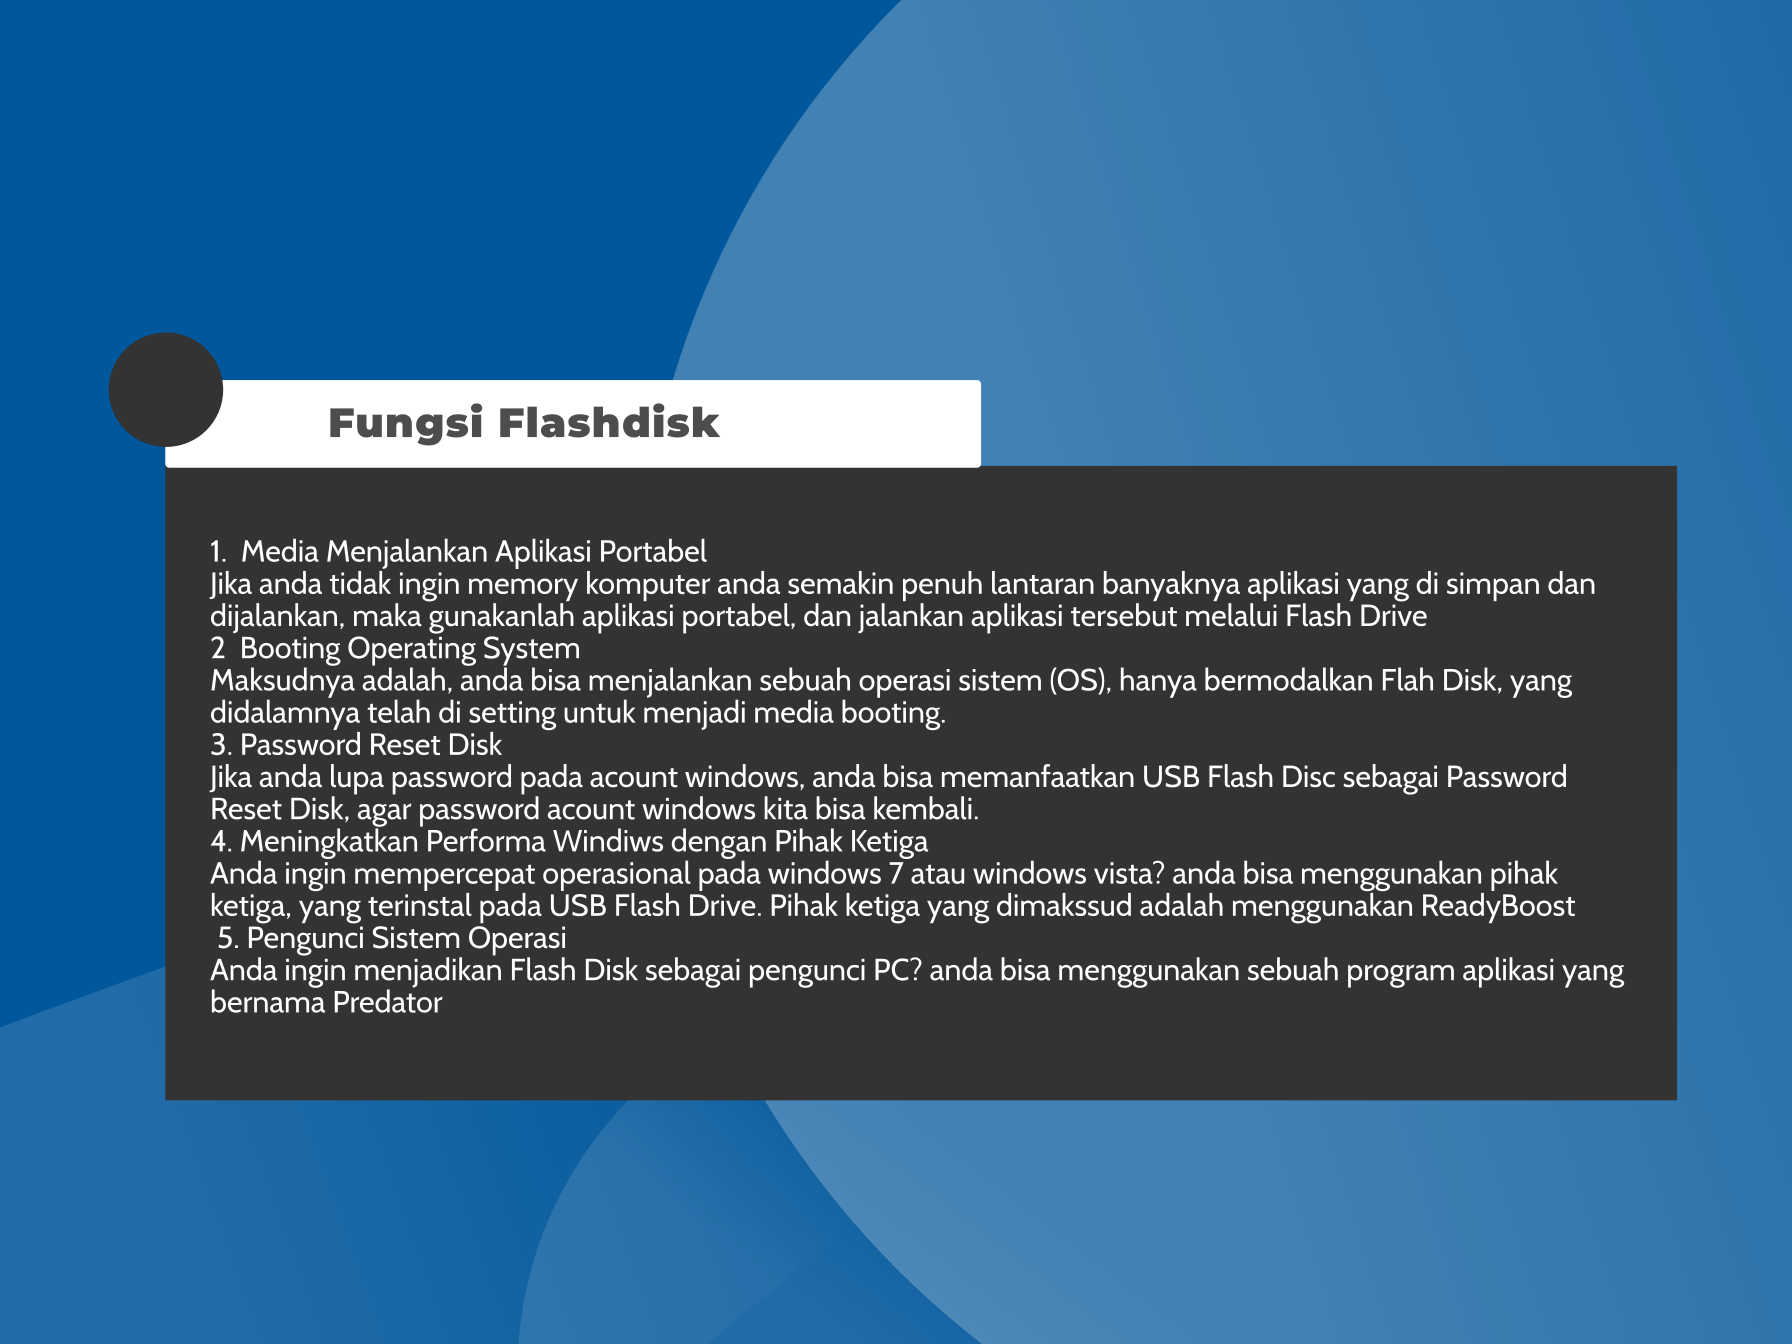 Fungsi Flashdisk
1.  Media Menjalankan Aplikasi Portabel
Jika anda tidak ingin memory komputer anda semakin penuh lantaran banyaknya aplikasi yang di simpan dan
dijalankan, maka gunakanlah aplikasi portabel, dan jalankan aplikasi tersebut melalui Flash Drive
2  Booting Operating System
Maksudnya adalah, anda bisa menjalankan sebuah operasi sistem (OS), hanya bermodalkan Flah Disk, yang
didalamnya telah di setting untuk menjadi media booting.
3. Password Reset Disk
Jika anda lupa password pada acount windows, anda bisa memanfaatkan USB Flash Disc sebagai Password
Reset Disk, agar password acount windows kita bisa kembali.
4. Meningkatkan Performa Windiws dengan Pihak Ketiga
Anda ingin mempercepat operasional pada windows 7 atau windows vista? anda bisa menggunakan pihak
ketiga, yang terinstal pada USB Flash Drive. Pihak ketiga yang dimakssud adalah menggunakan ReadyBoost
5. Pengunci Sistem Operasi
Anda ingin menjadikan Flash Disk sebagai pengunci PC? anda bisa menggunakan sebuah program aplikasi yang
bernama Predator